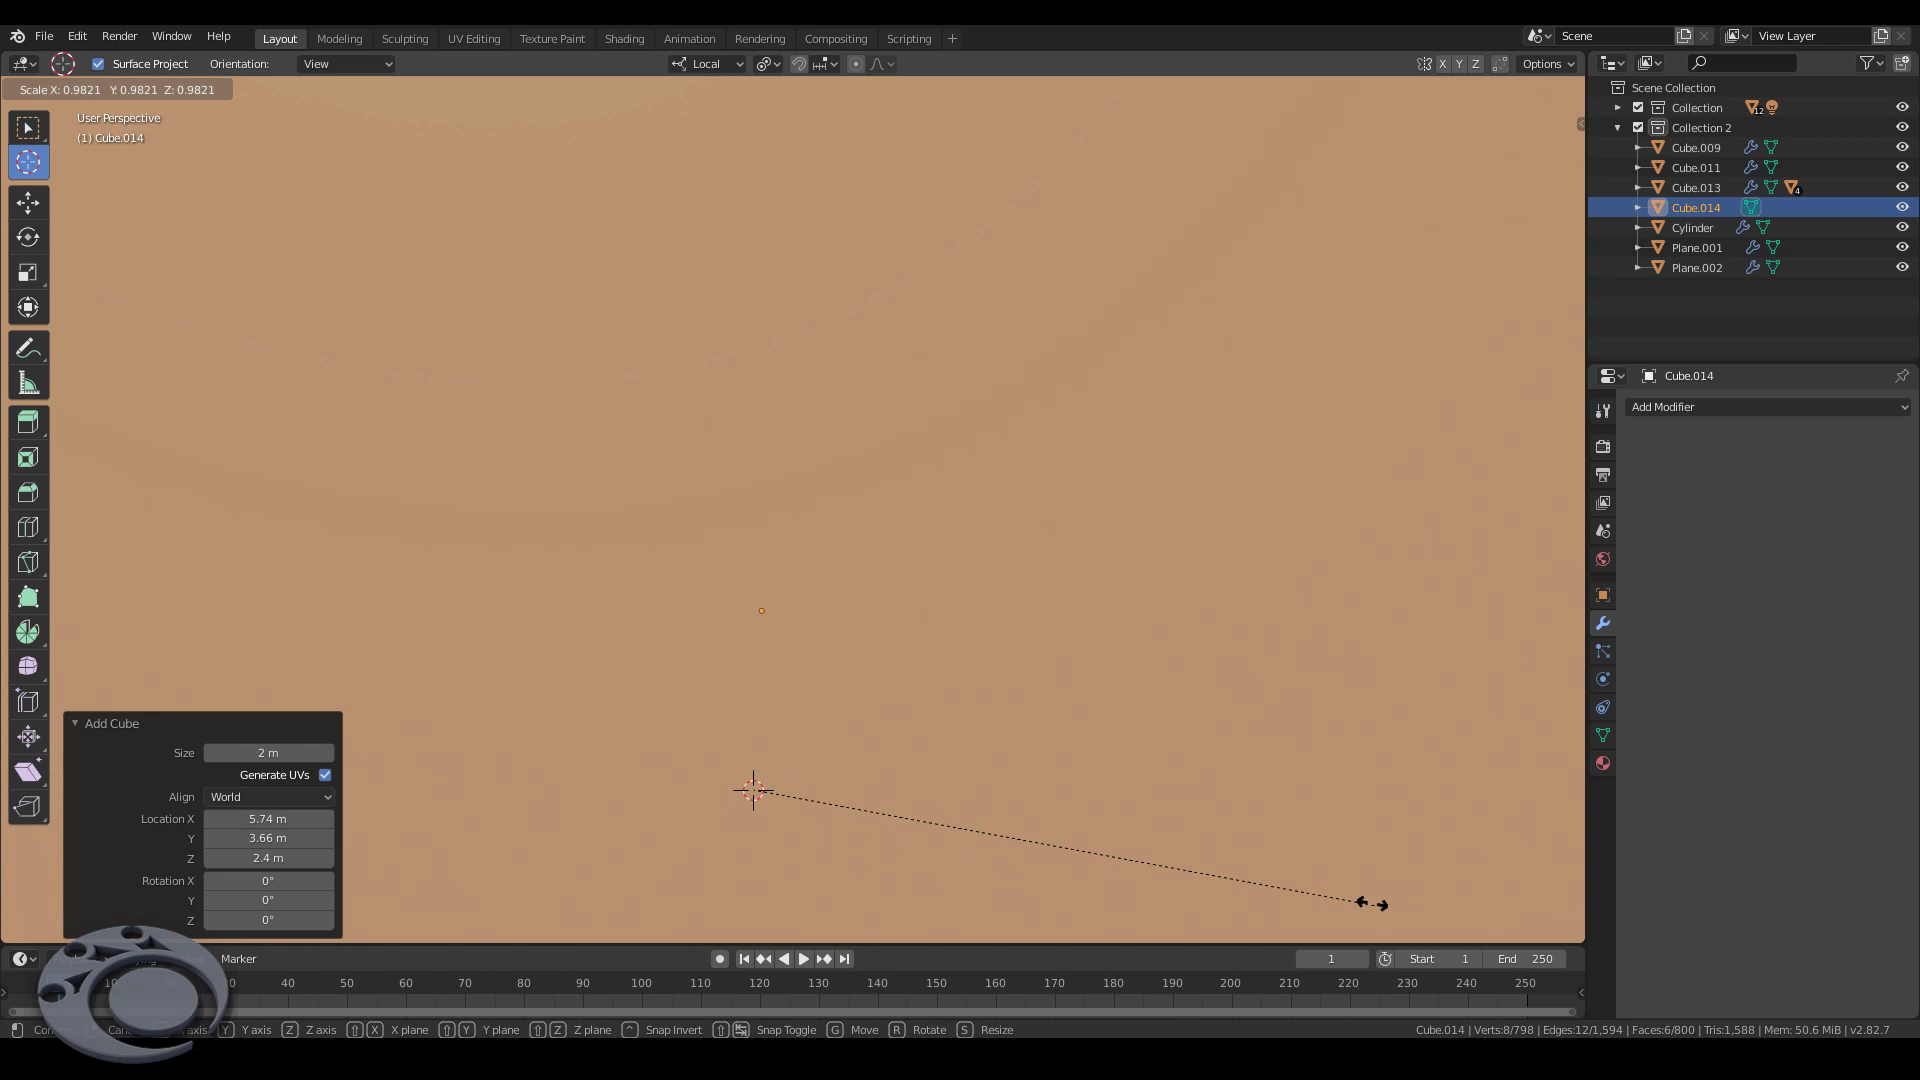 File Edit Render Window Help Layout Modeling Sculpting UV Editing Texture Paint Shading Animation Rendering Compositing Scripting + Scene View Layer
Surface Project Orientation: View Local X Y Z Options
Scale X: 0.9821 Y: 0.9821 Z: 0.9821
User Perspective
(1) Cube.014
Scene Collection
Collection 12
Collection 2
Cube.009
Cube.011
Cube.013 4
Cube.014
Cylinder
Plane.001
Plane.002
Cube.014
Add Modifier
Add Cube
Size 2 m
Generate UVs
Align World
Location X 5.74 m
Y 3.66 m
Z 2.4 m
Rotation X 0°
Y 0°
Z 0°
Marker 1 Start 1 End 250
40 50 60 70 80 90 100 110 120 130 140 150 160 170 180 190 200 210 220 230 240 250
Y Y axis Z Z axis X X plane Y Y plane Z Z plane Snap Invert Snap Toggle G Move R Rotate S Resize Cube.014 | Verts:8/798 | Edges:12/1,594 | Faces:6/800 | Tris:1,588 | Mem: 50.6 MiB | v2.82.7